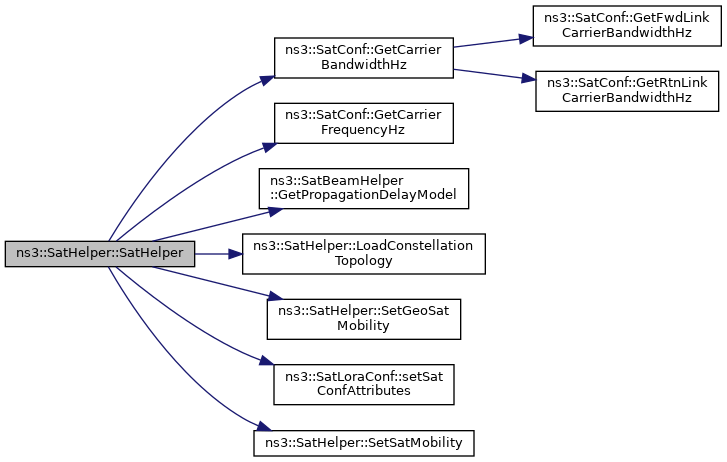 ns3::SatHelper::SatHelper
ns3::SatConf::GetCarrier
BandwidthHz
ns3::SatConf::GetFwdLink
CarrierBandwidthHz
ns3::SatConf::GetRtnLink
CarrierBandwidthHz
ns3::SatConf::GetCarrier
FrequencyHz
ns3::SatBeamHelper
::GetPropagationDelayModel
ns3::SatHelper::LoadConstellation
Topology
ns3::SatHelper::SetGeoSat
Mobility
ns3::SatLoraConf::setSat
ConfAttributes
ns3::SatHelper::SetSatMobility